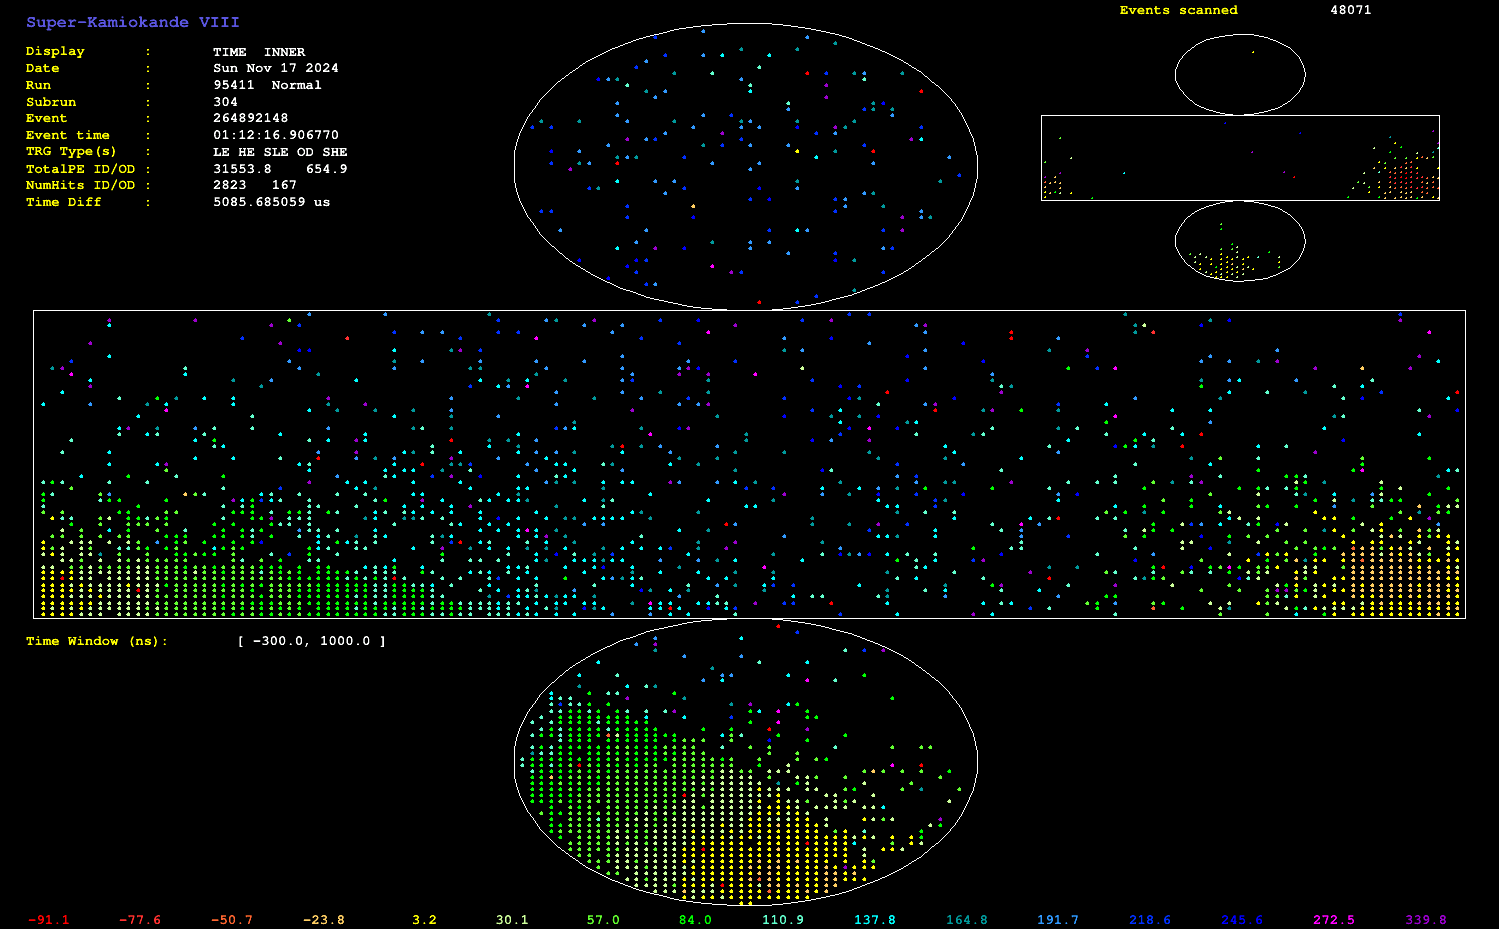 Super-Kamiokande VIII
Events scanned 48071
Display : TIME INNER
Date : Sun Nov 17 2024
Run : 95411 Normal
Subrun : 304
Event : 264892148
Event time : 01:12:16.906770
TRG Type(s) : LE HE SLE OD SHE
TotalPE ID/OD : 31553.8 654.9
NumHits ID/OD : 2823 167
Time Diff : 5085.685059 us
Time Window (ns): [ -300.0, 1000.0 ]
-91.1 -77.6 -50.7 -23.8 3.2 30.1 57.0 84.0 110.9 137.8 164.8 191.7 218.6 245.6 272.5 339.8